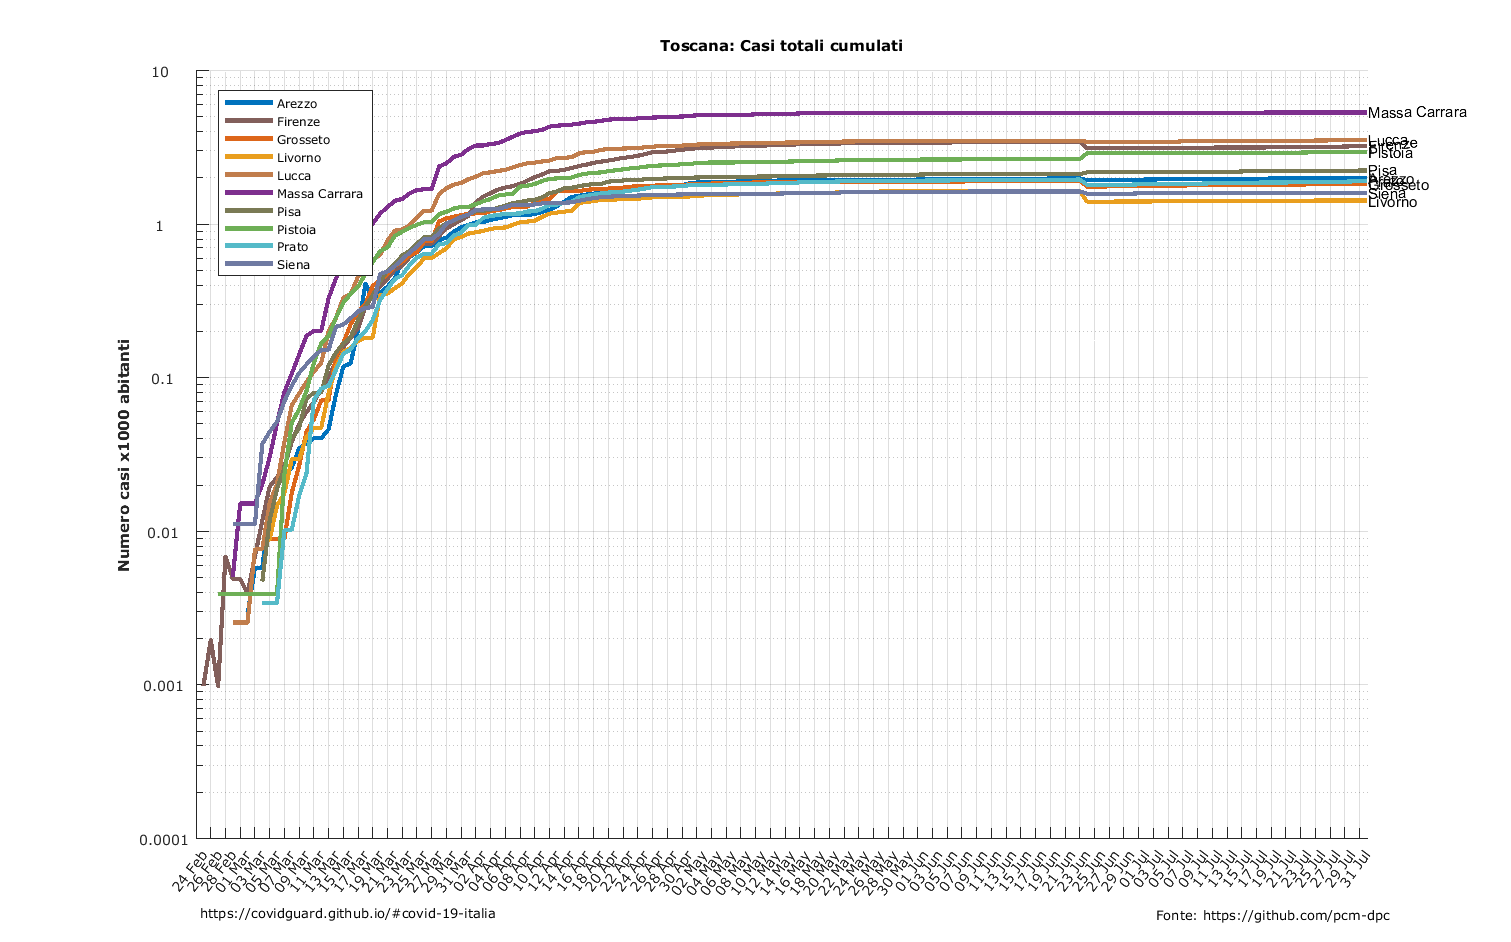 Toscana: Casi totali cumulati
Numero casi x1000 abitanti
10
1
0.1
0.01
0.001
0.0001
Arezzo
Firenze
Grosseto
Livorno
Lucca
Massa Carrara
Pisa
Pistoia
Prato
Siena
Massa Carrara
Lucca
Firenze
Pistoia
Pisa
Arezzo
Grosseto
Siena
Livorno
24 Feb
26 Feb
28 Feb
01 Mar
03 Mar
05 Mar
07 Mar
09 Mar
11 Mar
13 Mar
15 Mar
17 Mar
19 Mar
21 Mar
23 Mar
25 Mar
27 Mar
29 Mar
31 Mar
02 Apr
04 Apr
06 Apr
08 Apr
10 Apr
12 Apr
14 Apr
16 Apr
18 Apr
20 Apr
22 Apr
24 Apr
26 Apr
28 Apr
30 Apr
02 May
04 May
06 May
08 May
10 May
12 May
14 May
16 May
18 May
20 May
22 May
24 May
26 May
28 May
30 May
01 Jun
03 Jun
05 Jun
07 Jun
09 Jun
11 Jun
13 Jun
15 Jun
17 Jun
19 Jun
21 Jun
23 Jun
25 Jun
27 Jun
29 Jun
01 Jul
03 Jul
05 Jul
07 Jul
09 Jul
11 Jul
13 Jul
15 Jul
17 Jul
19 Jul
21 Jul
23 Jul
25 Jul
27 Jul
29 Jul
31 Jul
https://covidguard.github.io/#covid-19-italia
Fonte: https://github.com/pcm-dpc